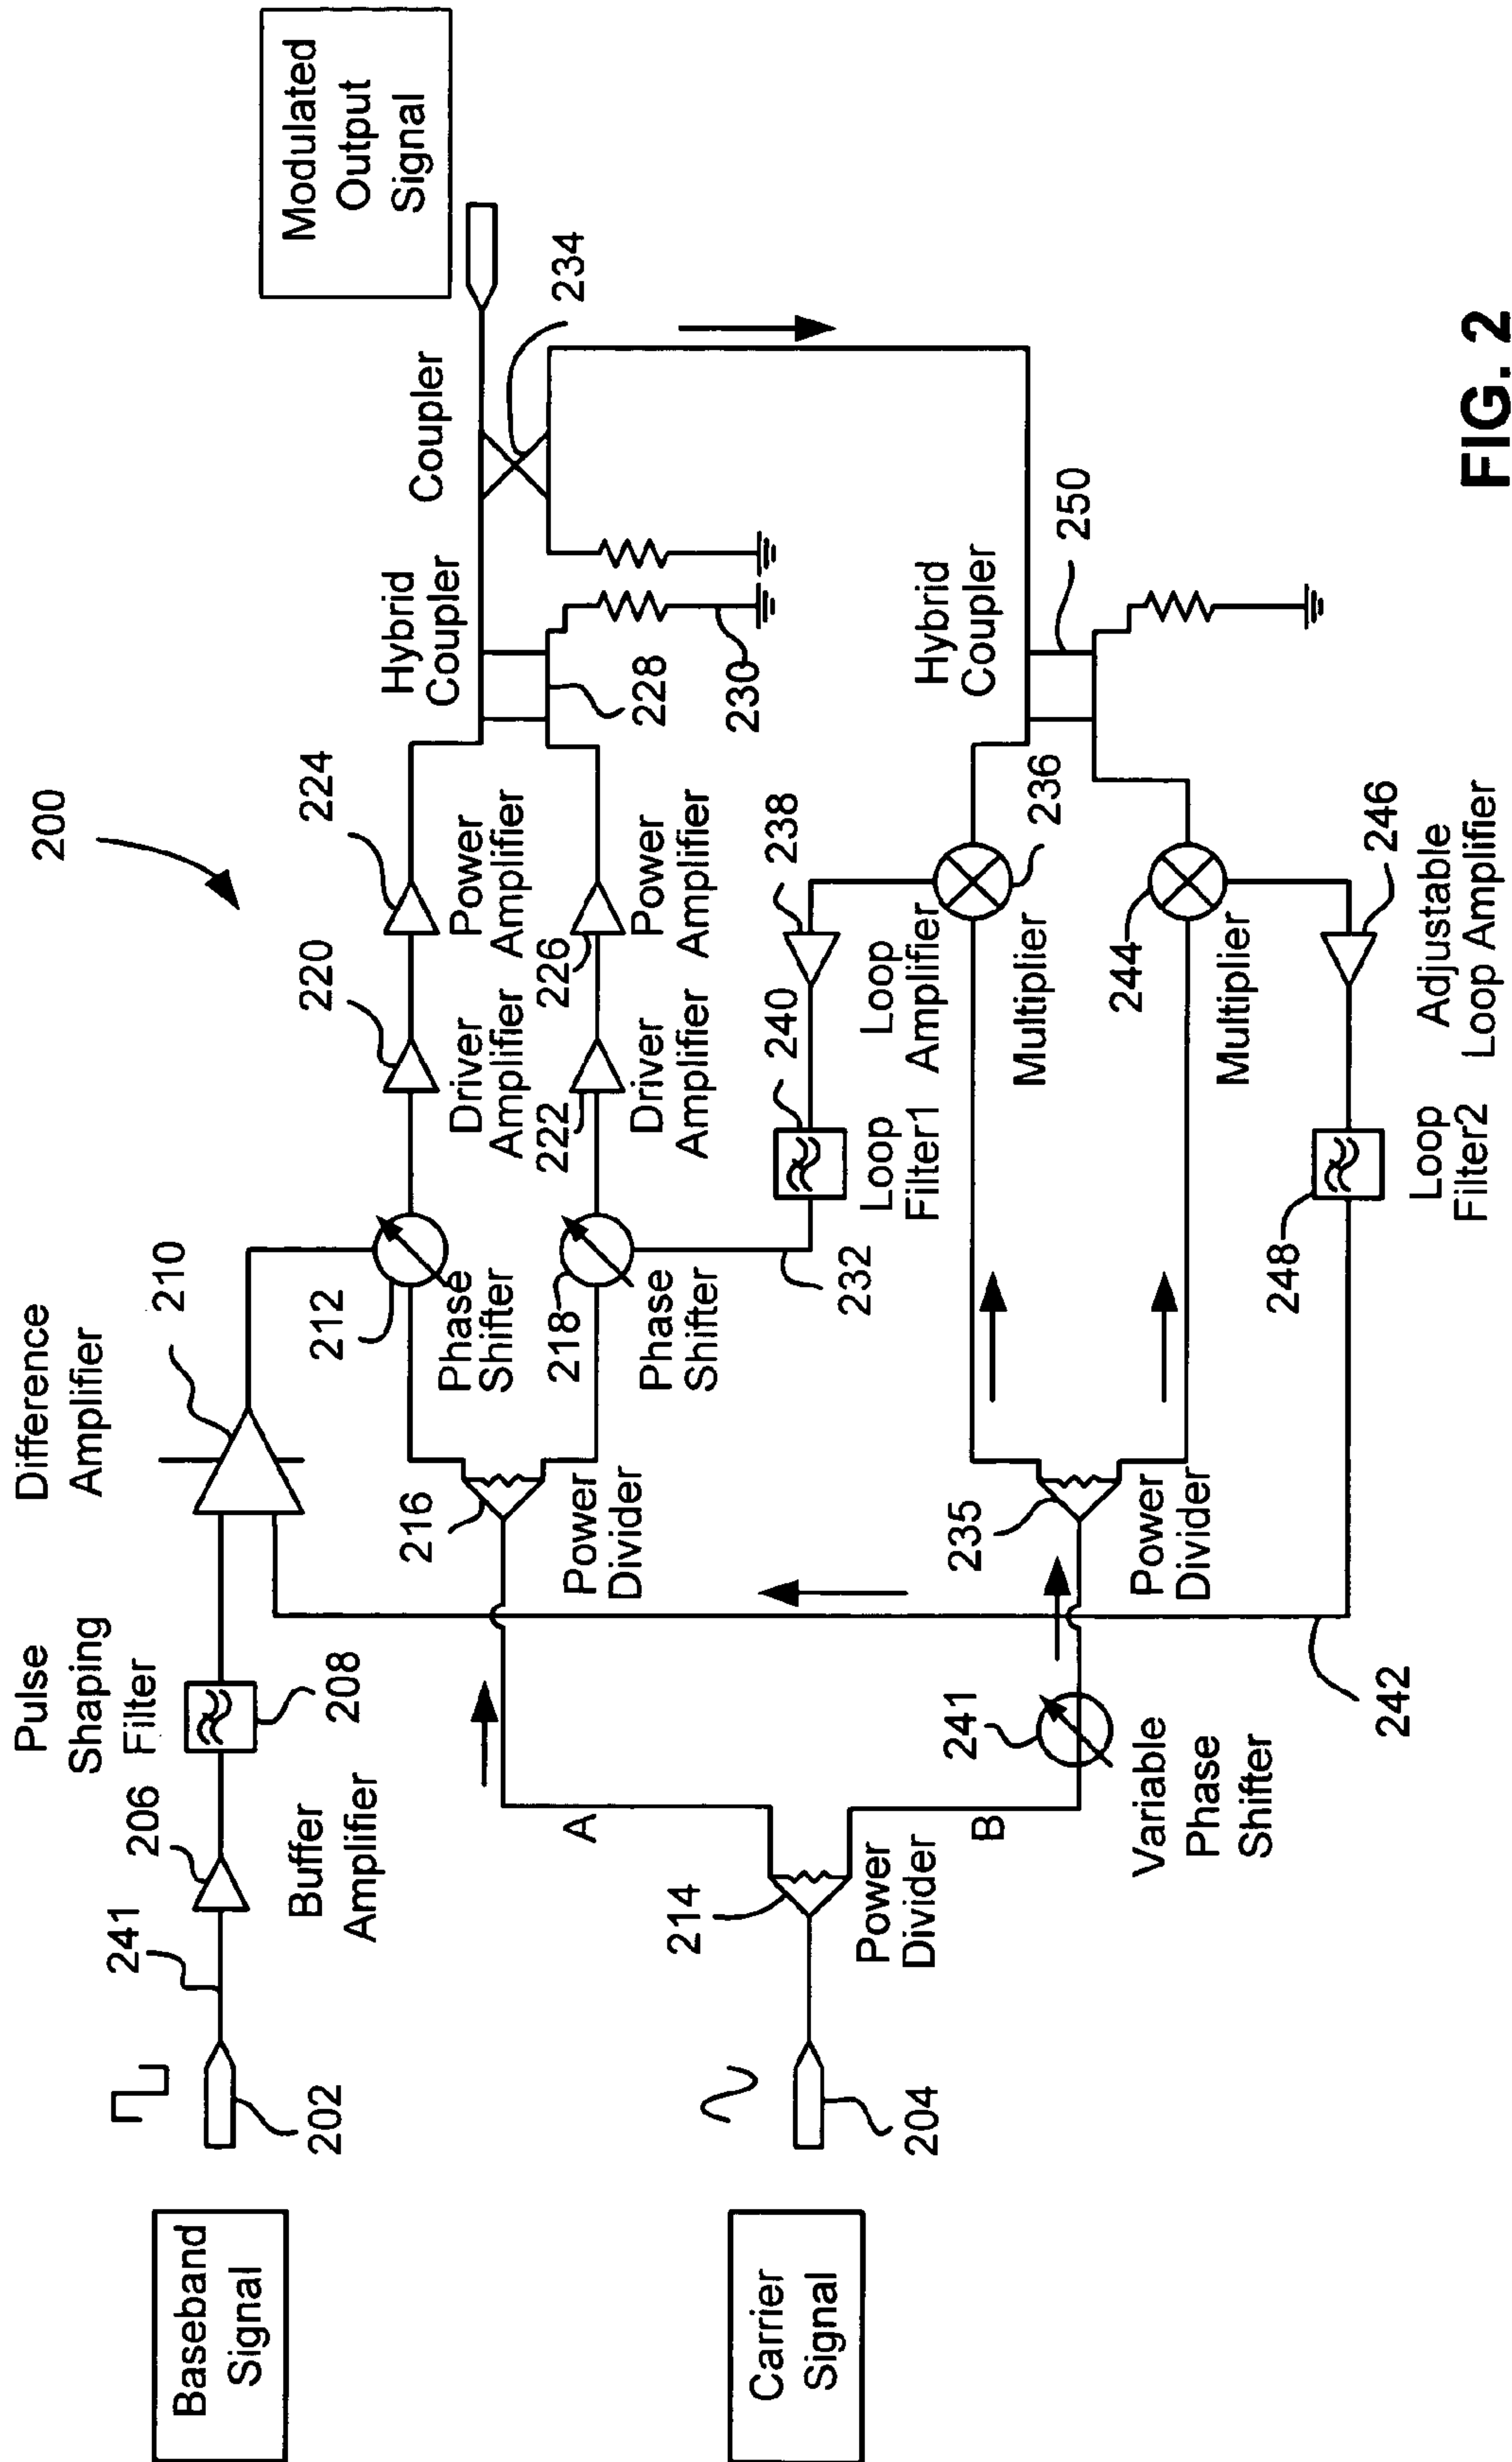 200
Baseband
Signal
202
241
206
Buffer
Amplifier
Pulse
Shaping
Filter
208
Difference
Amplifier
210
212
Phase
Shifter
216
Power
Divider
218
Phase
Shifter
220
Driver
Amplifier
222
Driver
Amplifier
224
Power
Amplifier
226
Power
Amplifier
Hybrid
Coupler
228
230
Coupler
234
Modulated
Output
Signal
Carrier
Signal
204
214
Power
Divider
A
B
241
Variable
Phase
Shifter
235
Power
Divider
232
240
Loop
Filter1
238
Loop
Amplifier
236
Multiplier
244
Multiplier
Hybrid
Coupler
250
246
Adjustable
Loop Amplifier
248
Loop
Filter2
242
FIG. 2